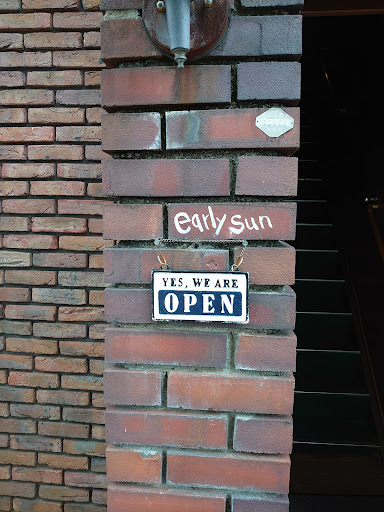 early sun
YES, WE ARE
OPEN